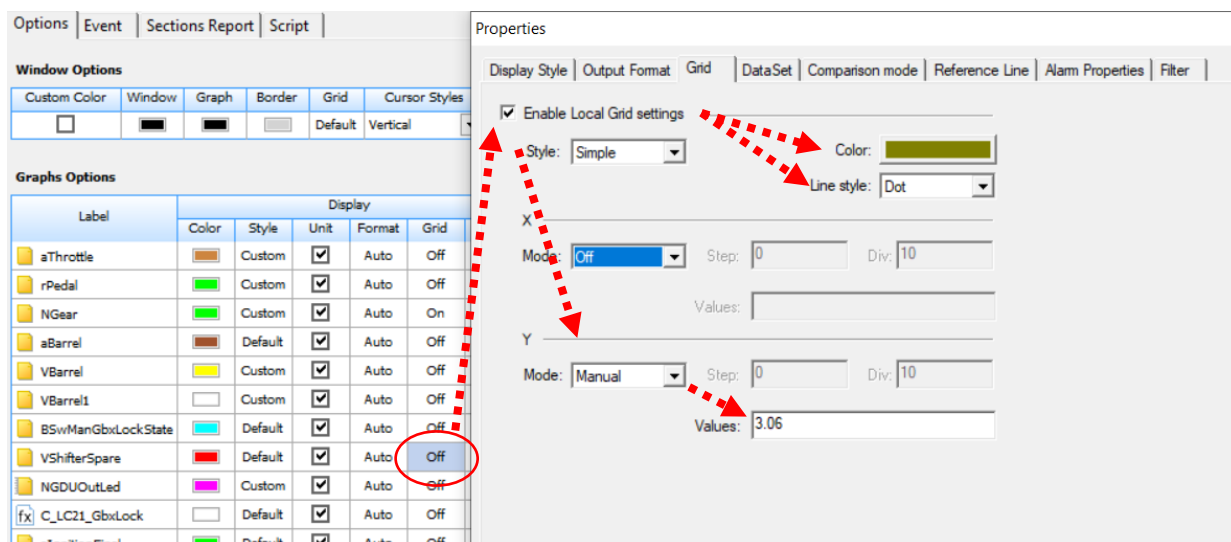 Options Event Sections Report Script
Window Options
Custom Color Window Graph Border Grid Cursor Styles
Default Vertical
Graphs Options
Label Display
Color Style Unit Format Grid
aThrottle Custom Auto Off
rPedal Custom Auto Off
NGear Custom Auto On
aBarrel Default Auto Off
VBarrel Custom Auto Off
VBarrel1 Custom Auto Off
BSwManGbxLockState Default Auto Off
VShifterSpare Default Auto Off
NGDUOutLed Custom Auto Off
fx C_LC21_GbxLock Default Auto Off
Default Auto Off
Properties
Display Style Output Format Grid DataSet Comparison mode Reference Line Alarm Properties Filter
Enable Local Grid settings
Style: Simple Color:
Line style: Dot
X
Mode: Off Step: 0 Div: 10
Values:
Y
Mode: Manual Step: 0 Div: 10
Values: 3.06